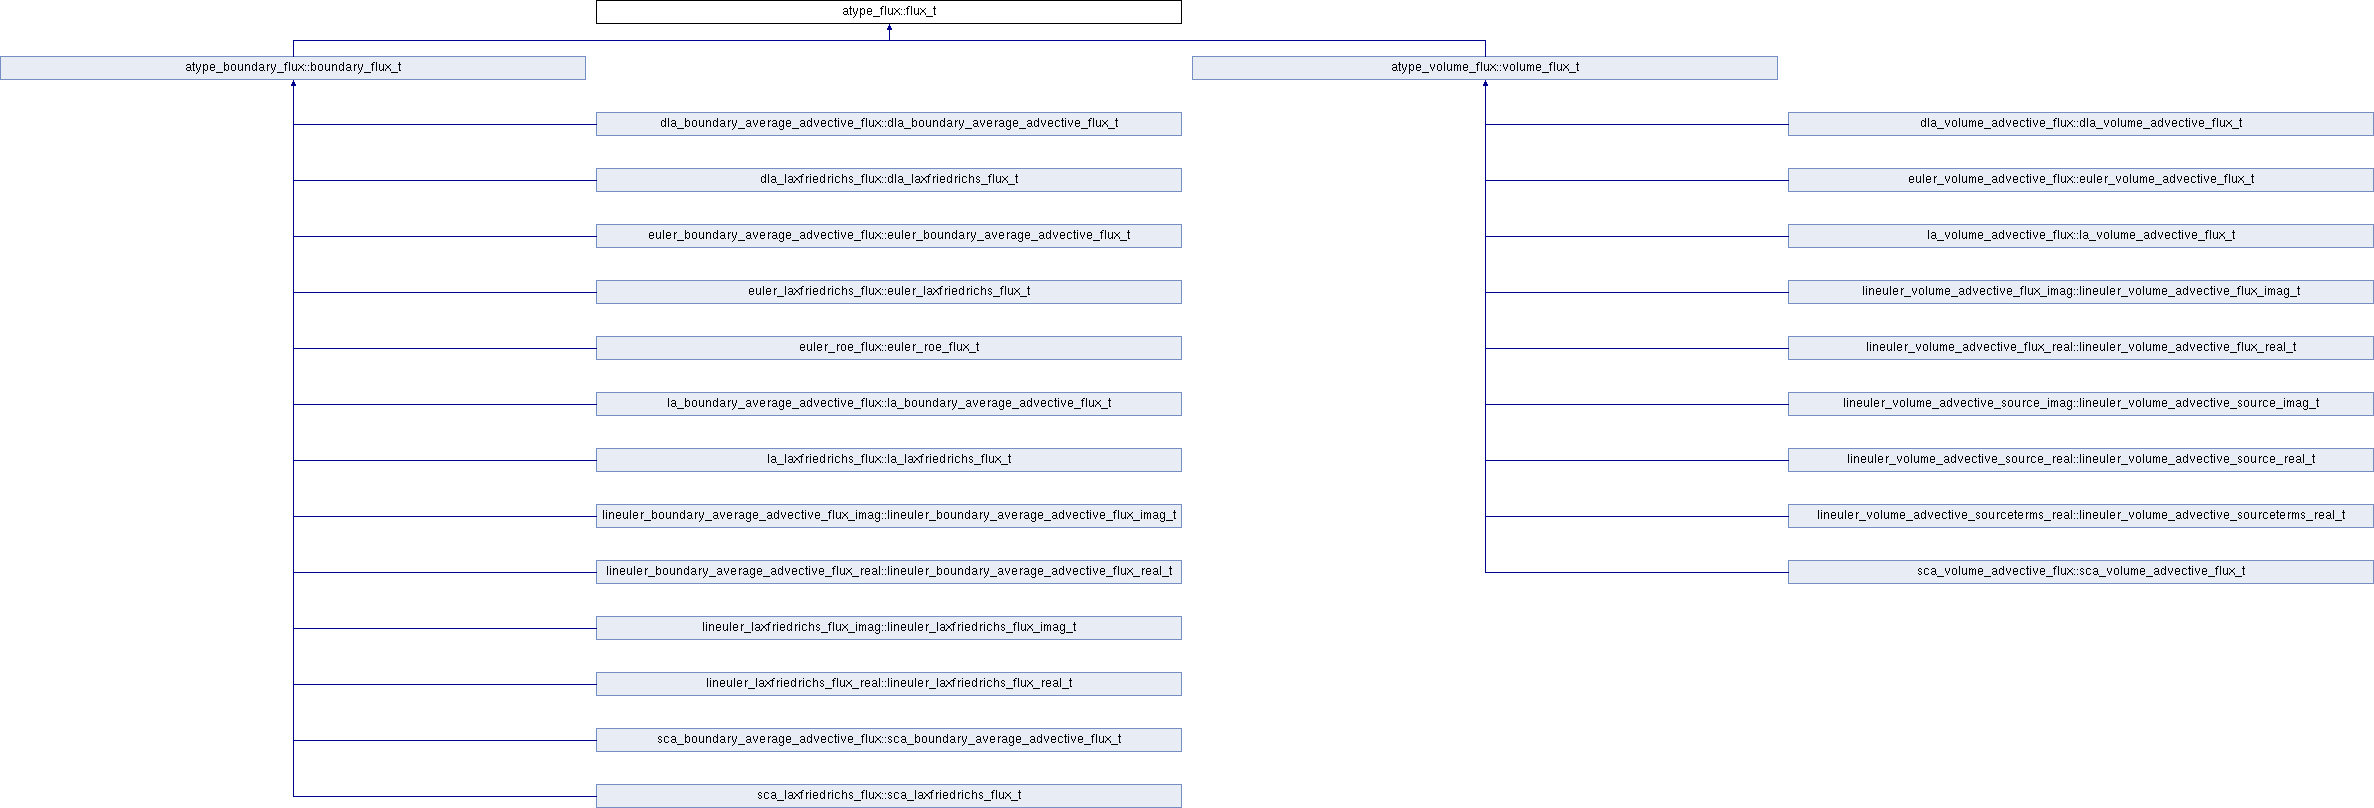 atype_flux::flux_t
atype_boundary_flux::boundary_flux_t
atype_volume_flux::volume_flux_t
dla_boundary_average_advective_flux::dla_boundary_average_advective_flux_t
dla_volume_advective_flux::dla_volume_advective_flux_t
dla_laxfriedrichs_flux::dla_laxfriedrichs_flux_t
euler_volume_advective_flux::euler_volume_advective_flux_t
euler_boundary_average_advective_flux::euler_boundary_average_advective_flux_t
la_volume_advective_flux::la_volume_advective_flux_t
euler_laxfriedrichs_flux::euler_laxfriedrichs_flux_t
lineuler_volume_advective_flux_imag::lineuler_volume_advective_flux_imag_t
euler_roe_flux::euler_roe_flux_t
lineuler_volume_advective_flux_real::lineuler_volume_advective_flux_real_t
la_boundary_average_advective_flux::la_boundary_average_advective_flux_t
lineuler_volume_advective_source_imag::lineuler_volume_advective_source_imag_t
la_laxfriedrichs_flux::la_laxfriedrichs_flux_t
lineuler_volume_advective_source_real::lineuler_volume_advective_source_real_t
lineuler_boundary_average_advective_flux_imag::lineuler_boundary_average_advective_flux_imag_t
lineuler_volume_advective_sourceterms_real::lineuler_volume_advective_sourceterms_real_t
lineuler_boundary_average_advective_flux_real::lineuler_boundary_average_advective_flux_real_t
sca_volume_advective_flux::sca_volume_advective_flux_t
lineuler_laxfriedrichs_flux_imag::lineuler_laxfriedrichs_flux_imag_t
lineuler_laxfriedrichs_flux_real::lineuler_laxfriedrichs_flux_real_t
sca_boundary_average_advective_flux::sca_boundary_average_advective_flux_t
sca_laxfriedrichs_flux::sca_laxfriedrichs_flux_t